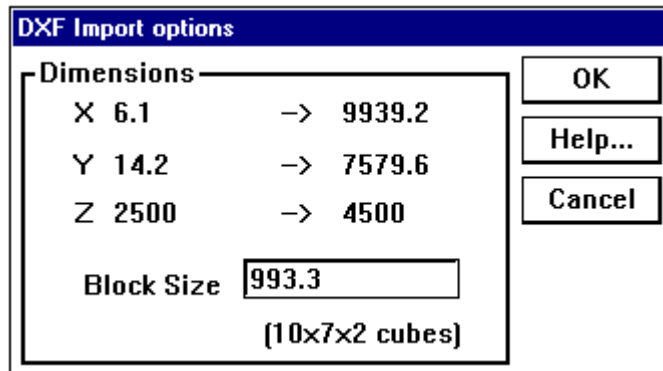 DXF Import options
Dimensions
X 6.1 -> 9939.2
Y 14.2 -> 7579.6
Z 2500 -> 4500
Block Size 993.3
(10x7x2 cubes)
OK
Help...
Cancel